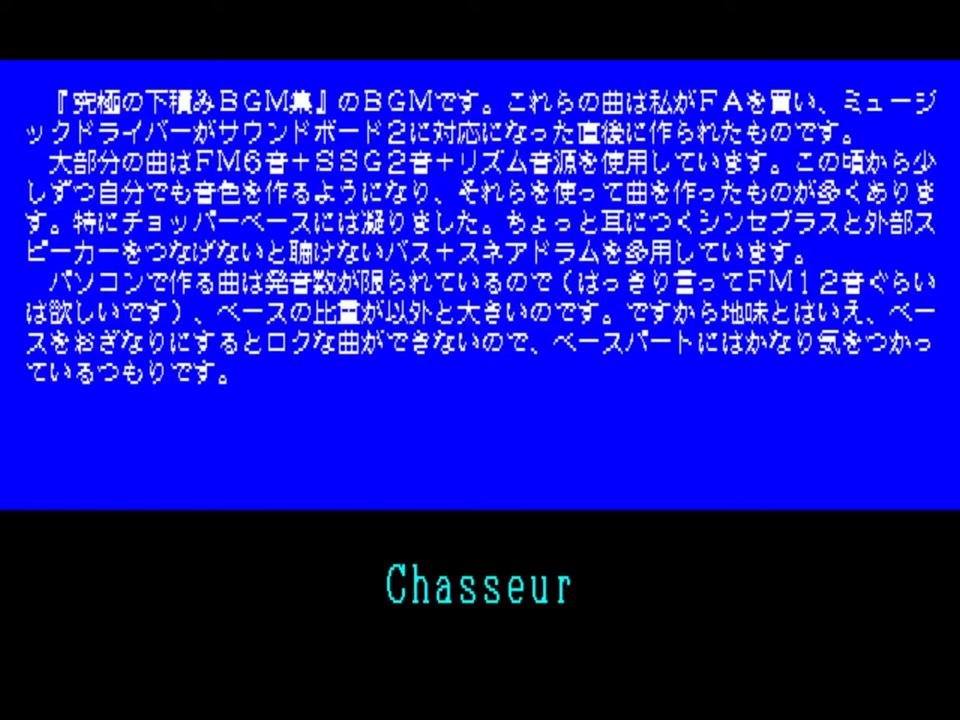 『究極の下積みＢＧＭ集』のＢＧＭです。これらの曲は私がＦＡを買い、ミュージ
ックドライバーがサウンドボード２に対応になった直後に作られたものです。
　大部分の曲はＦＭ６音＋ＳＳＧ２音＋リズム音源を使用しています。この頃から少
しずつ自分でも音色を作るようになり、それらを使って曲を作ったものが多くありま
す。特にチョッパーベースには凝りました。ちょっと耳につくシンセブラスと外部ス
ピーカーをつなげないと聴けないバス＋スネアドラムを多用しています。
　パソコンで作る曲は発音数が限られているので（はっきり言ってＦＭ１２音ぐらい
は欲しいです）、ベースの比重が以外と大きいのです。ですから地味とはいえ、ベー
スをおざなりにするとロクな曲ができないので、ベースパートにはかなり気をつかっ
ているつもりです。
Chasseur